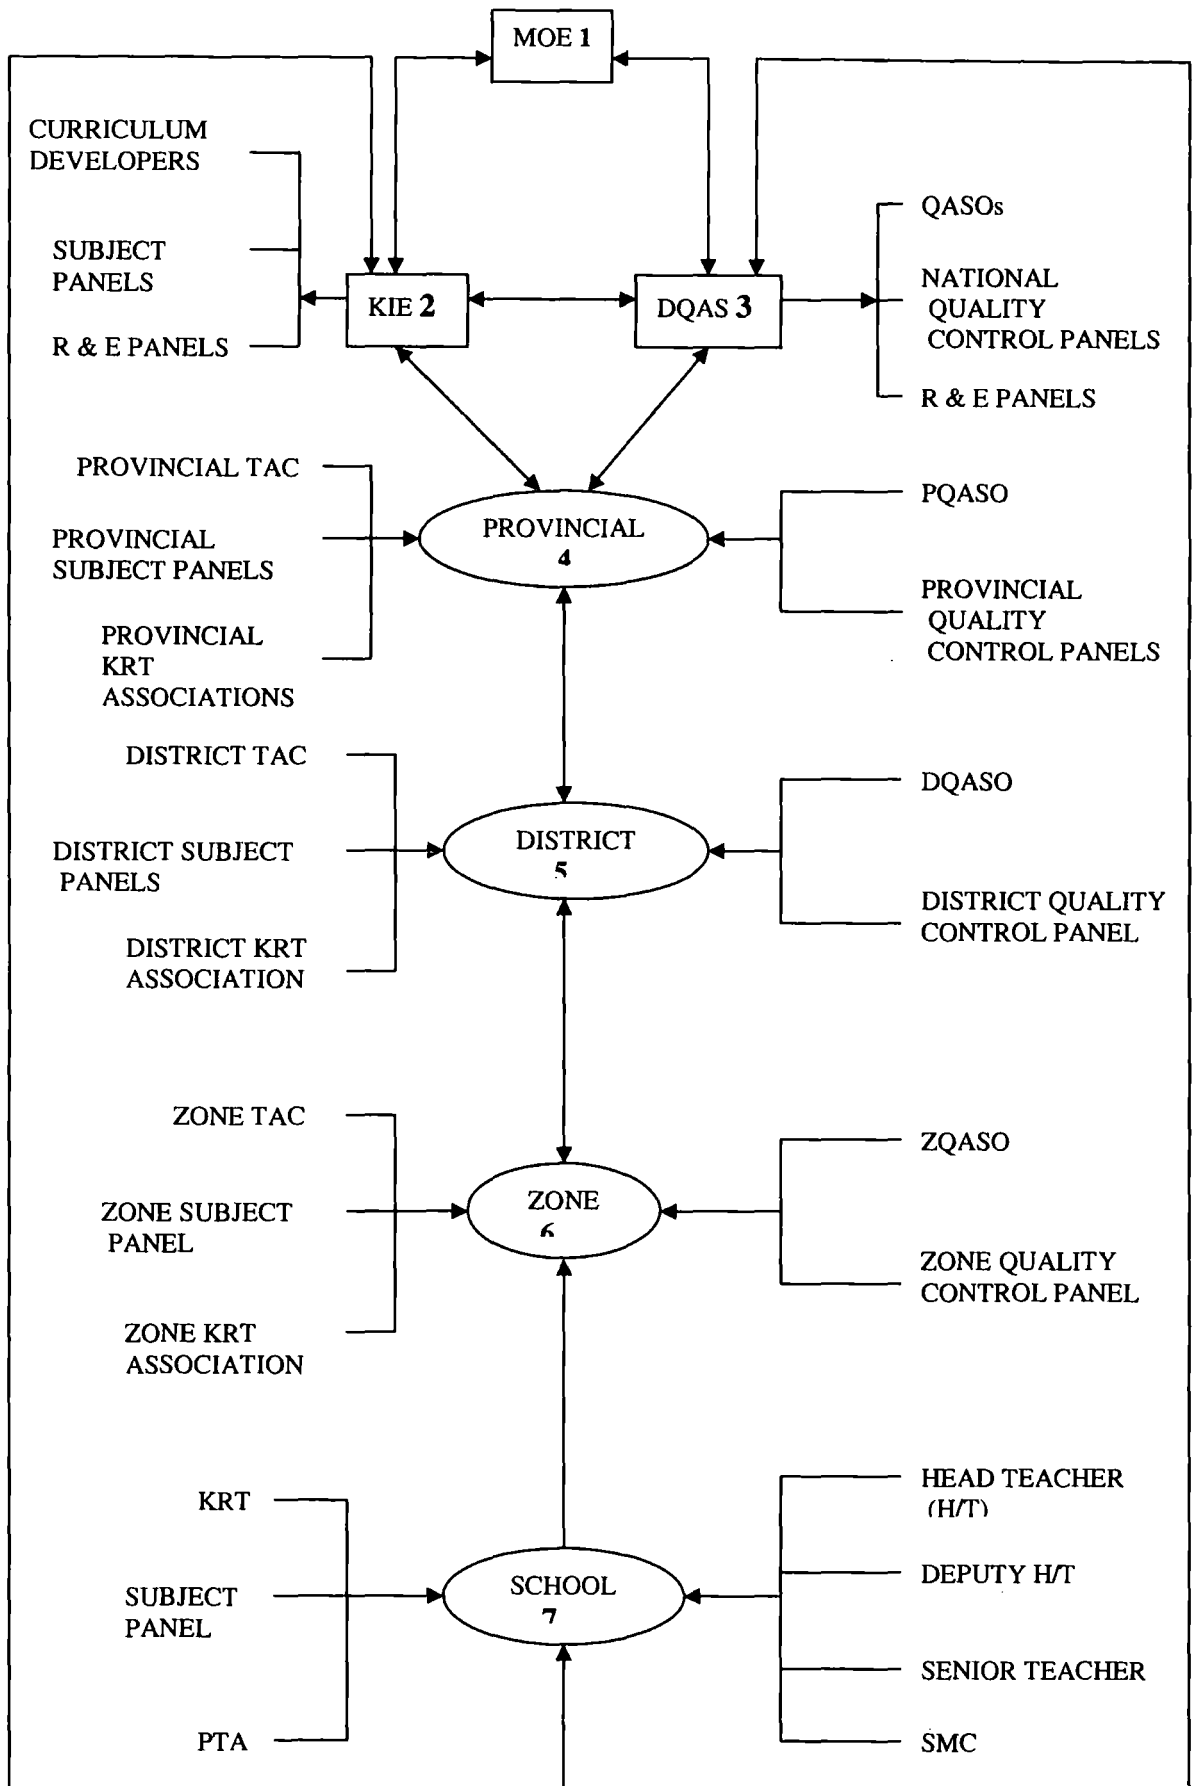 MOE 1
CURRICULUM
DEVELOPERS
SUBJECT
PANELS
R & E PANELS
KIE 2
DQAS 3
QASOs
NATIONAL
QUALITY
CONTROL PANELS
R & E PANELS
PROVINCIAL TAC
PROVINCIAL
SUBJECT PANELS
PROVINCIAL
KRT
ASSOCIATIONS
PROVINCIAL
4
PQASO
PROVINCIAL
QUALITY
CONTROL PANELS
DISTRICT TAC
DISTRICT SUBJECT
PANELS
DISTRICT KRT
ASSOCIATION
DISTRICT
5
DQASO
DISTRICT QUALITY
CONTROL PANEL
ZONE TAC
ZONE SUBJECT
PANEL
ZONE KRT
ASSOCIATION
ZONE
6
ZQASO
ZONE QUALITY
CONTROL PANEL
KRT
SUBJECT
PANEL
PTA
SCHOOL
7
HEAD TEACHER
(H/T)
DEPUTY H/T
SENIOR TEACHER
SMC